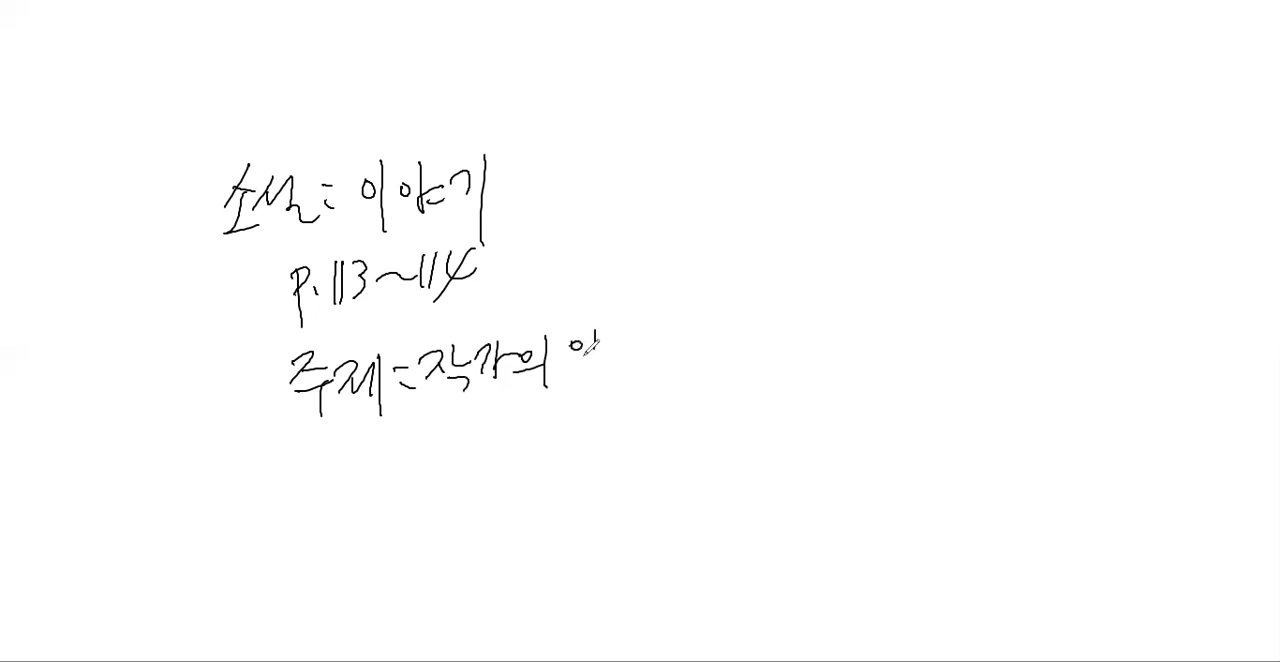 소설 = 이야기
P. 113~114
주제 = 작가의